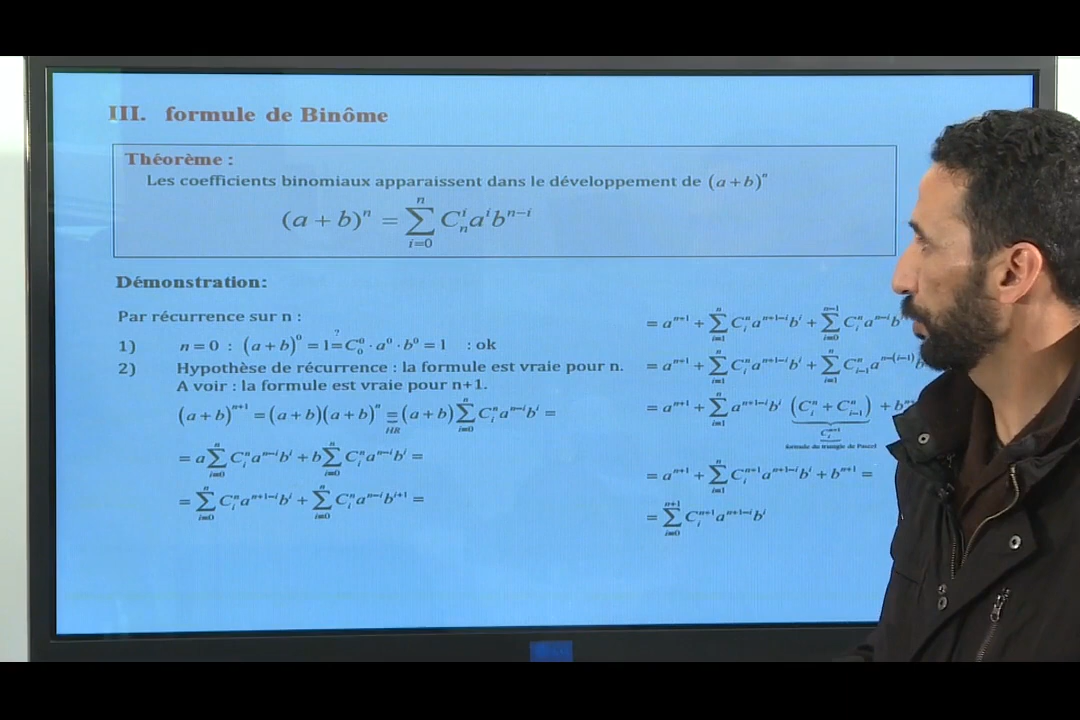 III. formule de Binôme
Théorème :
Les coefficients binomiaux apparaissent dans le développement de (a+b)ⁿ
(a + b)ⁿ = ∑_{i=0}^{n} C_n^i a^i b^{n−i}
Démonstration:
Par récurrence sur n :
1) n = 0 : (a+b)^0 = 1 =^? C_0^0 · a^0 · b^0 = 1 : ok
2) Hypothèse de récurrence : la formule est vraie pour n.
A voir : la formule est vraie pour n+1.
(a+b)^{n+1} = (a+b)(a+b)^n =_{HR} (a+b) ∑_{i=0}^{n} C_i^n a^{n−i} b^i =
= a ∑_{i=0}^{n} C_i^n a^{n−i} b^i + b ∑_{i=0}^{n} C_i^n a^{n−i} b^i =
= ∑_{i=0}^{n} C_i^n a^{n+1−i} b^i + ∑_{i=0}^{n} C_i^n a^{n−i} b^{i+1} =
= a^{n+1} + ∑_{i=1}^{n} C_i^n a^{n+1−i} b^i + ∑_{i=0}^{n−1} C_i^n a^{n−i} b
= a^{n+1} + ∑_{i=1}^{n} C_i^n a^{n+1−i} b^i + ∑_{i=1}^{n} C_{i−1}^n a^{n−(i−1)} b
= a^{n+1} + ∑_{i=1}^{n} a^{n+1−i} b^i (C_i^n + C_{i−1}^n) + b
C_i^{n+1}
formule du triangle de Pascal
= a^{n+1} + ∑_{i=1}^{n} C_i^{n+1} a^{n+1−i} b^i + b^{n+1} =
= ∑_{i=0}^{n+1} C_i^{n+1} a^{n+1−i} b^i